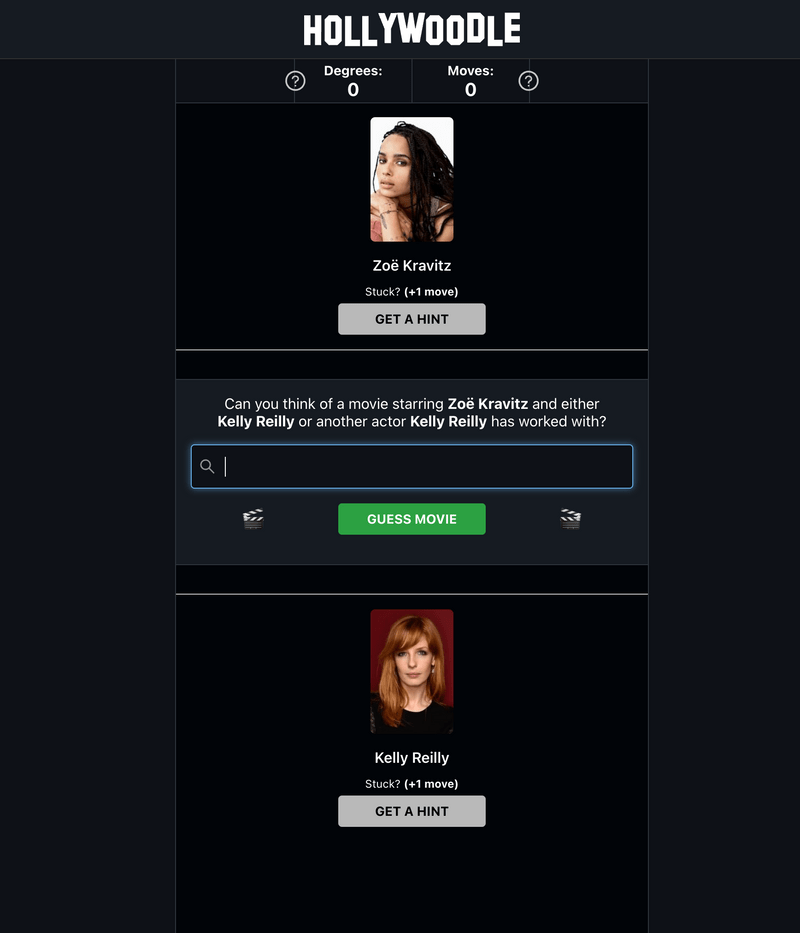 HOLLYWOODLE
? Degrees: Moves: ?
0 0
Zoë Kravitz
Stuck? (+1 move)
GET A HINT
Can you think of a movie starring Zoë Kravitz and either
Kelly Reilly or another actor Kelly Reilly has worked with?
GUESS MOVIE
Kelly Reilly
Stuck? (+1 move)
GET A HINT